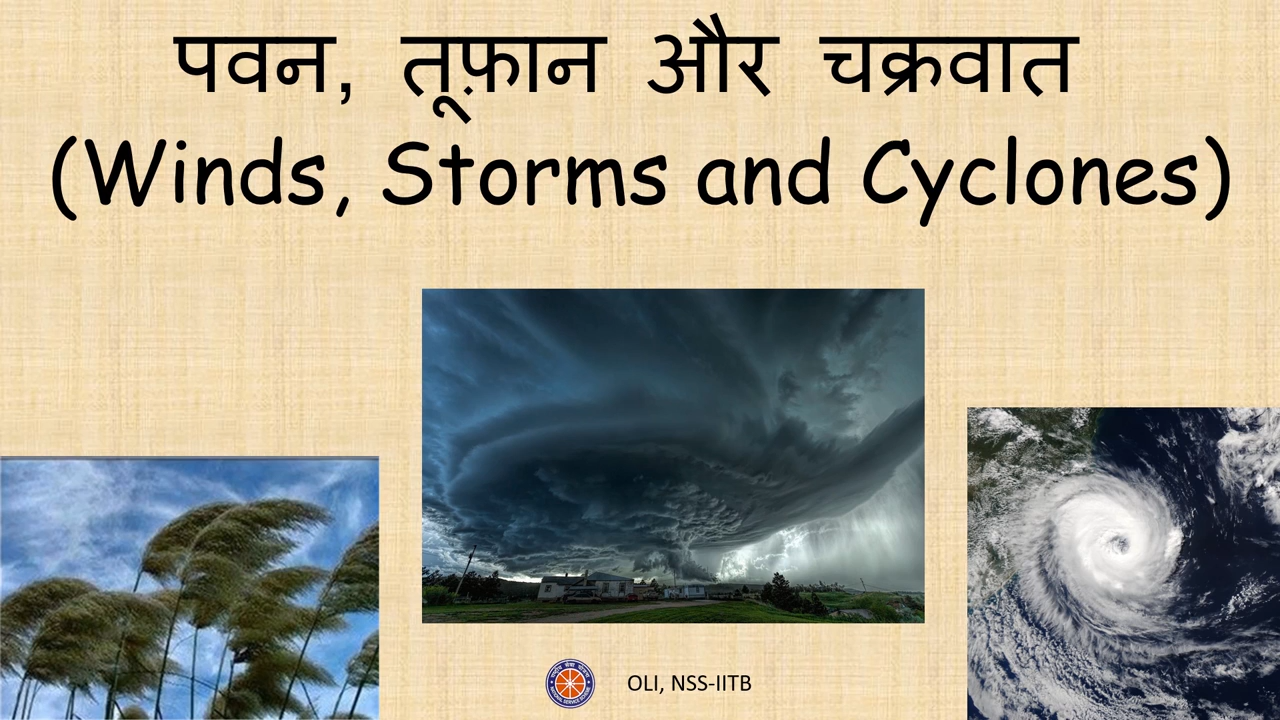 पवन, तूफ़ान और चक्रवात
(Winds, Storms and Cyclones)
OLI, NSS-IITB